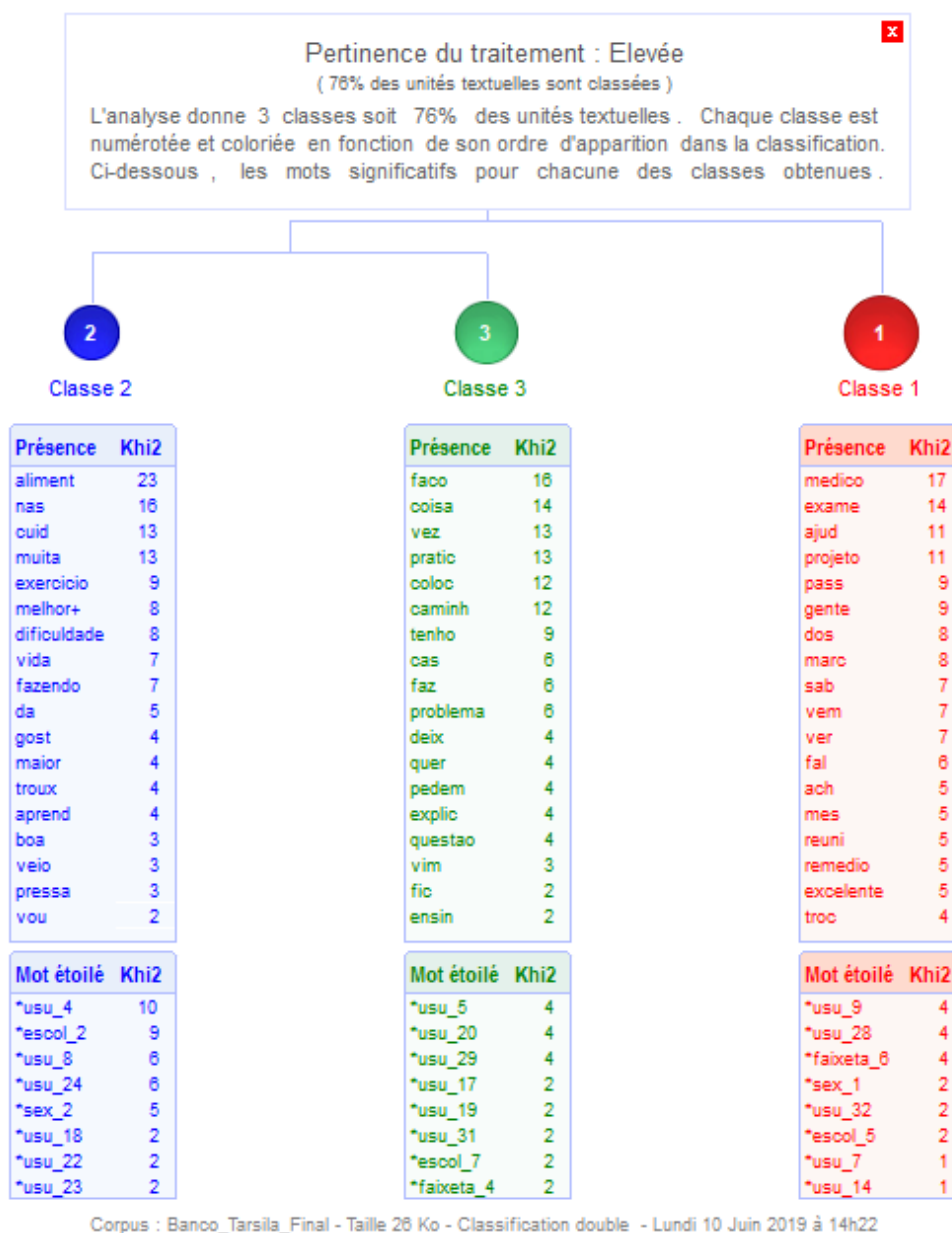 x
Pertinence du traitement : Elevée
( 76% des unités textuelles sont classées )
L'analyse donne 3 classes soit 76% des unités textuelles . Chaque classe est
numérotée et coloriée en fonction de son ordre d'apparition dans la classification.
Ci-dessous , les mots significatifs pour chacune des classes obtenues .
2
Classe 2
Présence Khi2
aliment 23
nas 16
cuid 13
muita 13
exercicio 9
melhor+ 8
dificuldade 8
vida 7
fazendo 7
da 5
gost 4
maior 4
troux 4
aprend 4
boa 3
veio 3
pressa 3
vou 2
Mot étoilé Khi2
*usu_4 10
*escol_2 9
*usu_8 6
*usu_24 6
*sex_2 5
*usu_18 2
*usu_22 2
*usu_23 2
3
Classe 3
Présence Khi2
faco 16
coisa 14
vez 13
pratic 13
coloc 12
caminh 12
tenho 9
cas 6
faz 6
problema 6
deix 4
quer 4
pedem 4
explic 4
questao 4
vim 3
fic 2
ensin 2
Mot étoilé Khi2
*usu_5 4
*usu_20 4
*usu_29 4
*usu_17 2
*usu_19 2
*usu_31 2
*escol_7 2
*faixeta_4 2
1
Classe 1
Présence Khi2
medico 17
exame 14
ajud 11
projeto 11
pass 9
gente 9
dos 8
marc 8
sab 7
vem 7
ver 7
fal 6
ach 5
mes 5
reuni 5
remedio 5
excelente 5
troc 4
Mot étoilé Khi2
*usu_9 4
*usu_28 4
*faixeta_6 4
*sex_1 2
*usu_32 2
*escol_5 2
*usu_7 1
*usu_14 1
Corpus : Banco_Tarsila_Final - Taille 26 Ko - Classification double - Lundi 10 Juin 2019 à 14h22